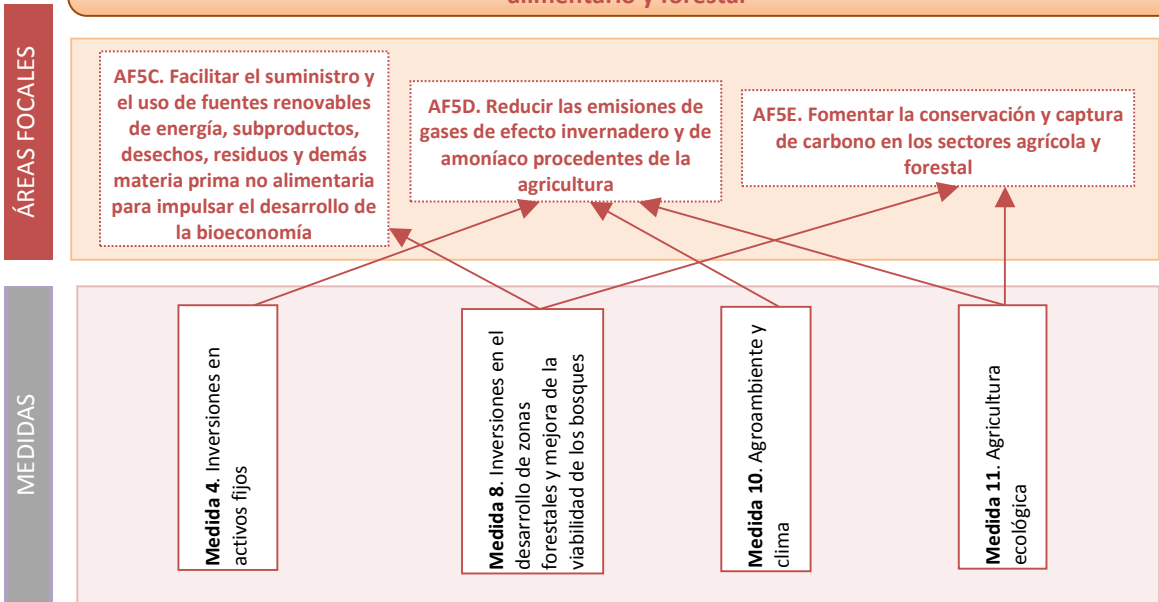 alimentario y forestal
ÁREAS FOCALES
AF5C. Facilitar el suministro y
el uso de fuentes renovables
de energía, subproductos,
desechos, residuos y demás
materia prima no alimentaria
para impulsar el desarrollo de
la bioeconomía
AF5D. Reducir las emisiones de
gases de efecto invernadero y de
amoníaco procedentes de la
agricultura
AF5E. Fomentar la conservación y captura
de carbono en los sectores agrícola y
forestal
MEDIDAS
Medida 4. Inversiones en
activos fijos
Medida 8. Inversiones en el
desarrollo de zonas
forestales y mejora de la
viabilidad de los bosques
Medida 10. Agroambiente y
clima
Medida 11. Agricultura
ecológica